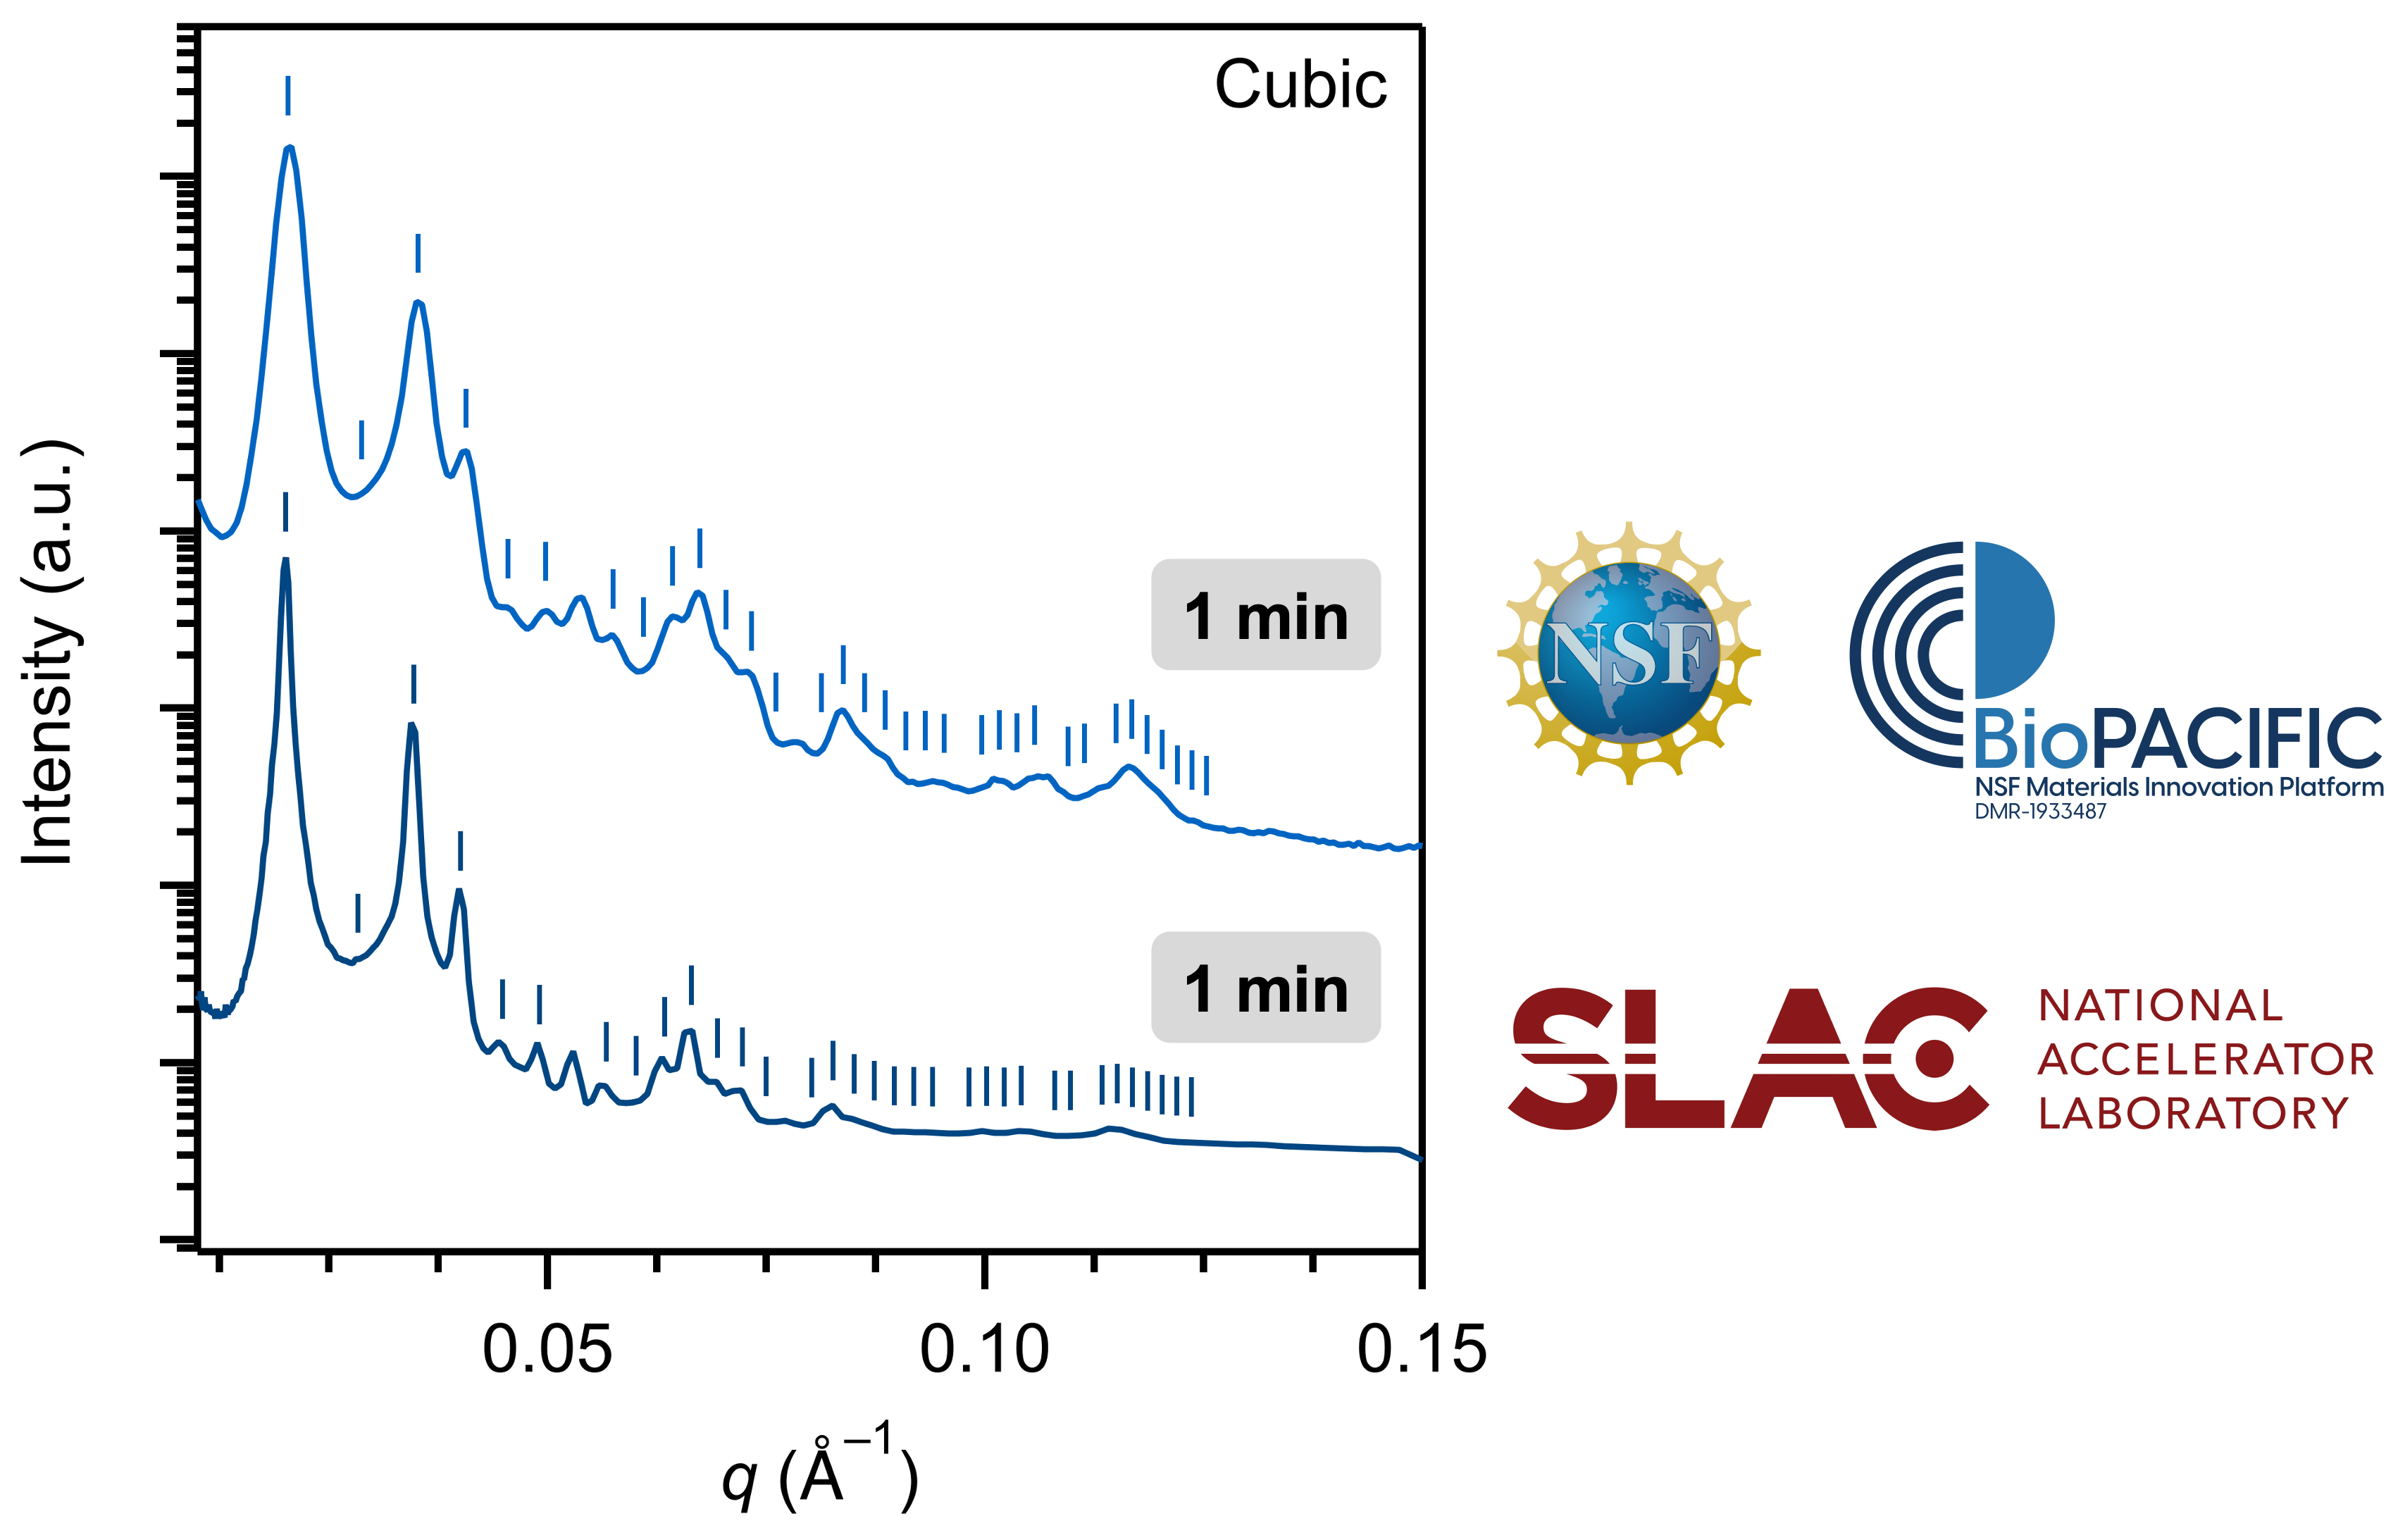 Cubic
Intensity (a.u.)
1 min
1 min
0.05
0.10
0.15
q (Å⁻¹)
NSF
BioPACIFIC
NSF Materials Innovation Platform
DMR-1933487
SLAC
NATIONAL
ACCELERATOR
LABORATORY